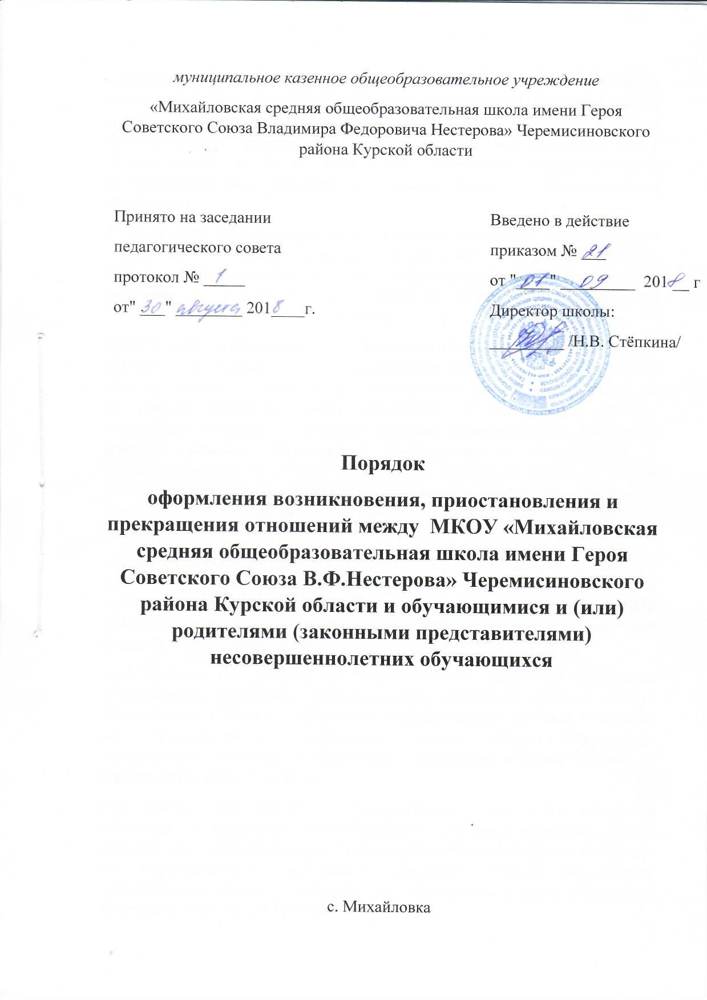 муниципальное казенное общеобразовательное учреждение
«Михайловская средняя общеобразовательная школа имени Героя
Советского Союза Владимира Федоровича Нестерова» Черемисиновского
района Курской области
Принято на заседании
педагогического совета
протокол № 1
от" 30 " августа 2018 г.
Введено в действие
приказом № 21
от " 01 " 09 2018 г
Директор школы:
/Н.В. Стёпкина/
Порядок
оформления возникновения, приостановления и
прекращения отношений между МКОУ «Михайловская
средняя общеобразовательная школа имени Героя
Советского Союза В.Ф.Нестерова» Черемисиновского
района Курской области и обучающимися и (или)
родителями (законными представителями)
несовершеннолетних обучающихся
с. Михайловка